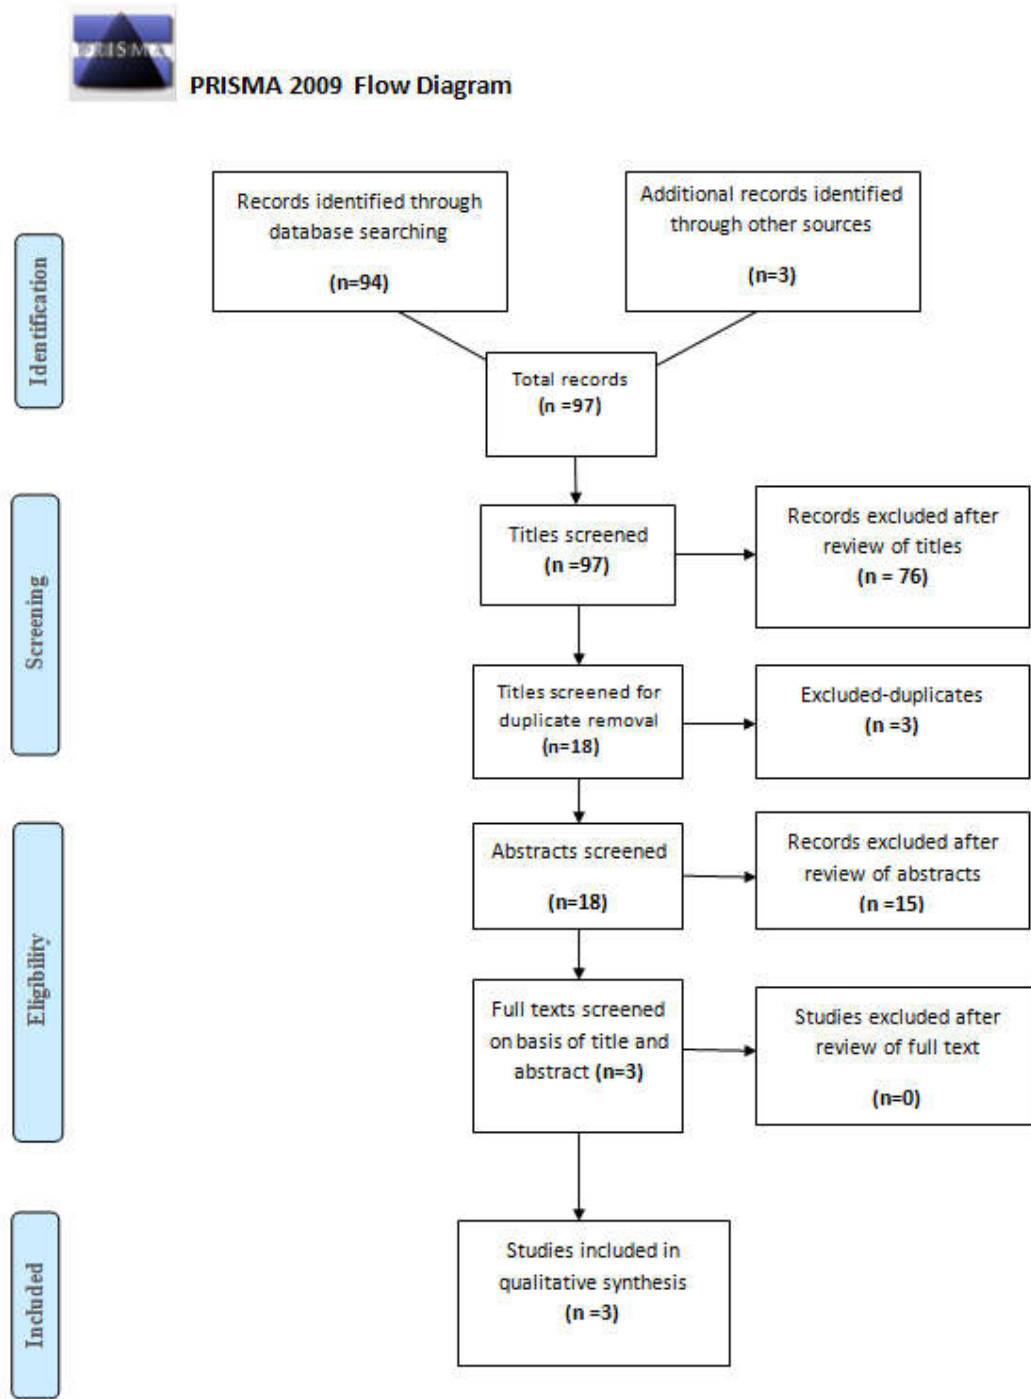 PRISMA
PRISMA 2009 Flow Diagram
Records identified through
database searching
(n=94)
Additional records identified
through other sources
(n=3)
Identification
Total records
(n =97)
Titles screened
(n =97)
Records excluded after
review of titles
(n = 76)
Screening
Titles screened for
duplicate removal
(n=18)
Excluded-duplicates
(n =3)
Abstracts screened
(n=18)
Records excluded after
review of abstracts
(n =15)
Eligibility
Full texts screened
on basis of title and
abstract (n=3)
Studies excluded after
review of full text
(n=0)
Included
Studies included in
qualitative synthesis
(n =3)